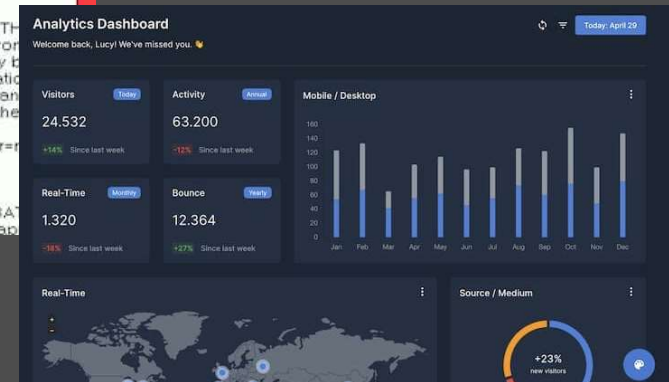 Analytics Dashboard
Today: April 29
Welcome back, Lucy! We've missed you. 👋
Visitors
Today
24.532
+14% Since last week
Activity
Annual
63.200
-12% Since last week
Real-Time
Monthly
1.320
-18% Since last week
Bounce
Yearly
12.364
+27% Since last week
Mobile / Desktop
160
140
120
100
80
60
40
20
0
Jan Feb Mar Apr May Jun Jul Aug Sep Oct Nov Dec
Real-Time
+
-
Source / Medium
+23%
new visitors